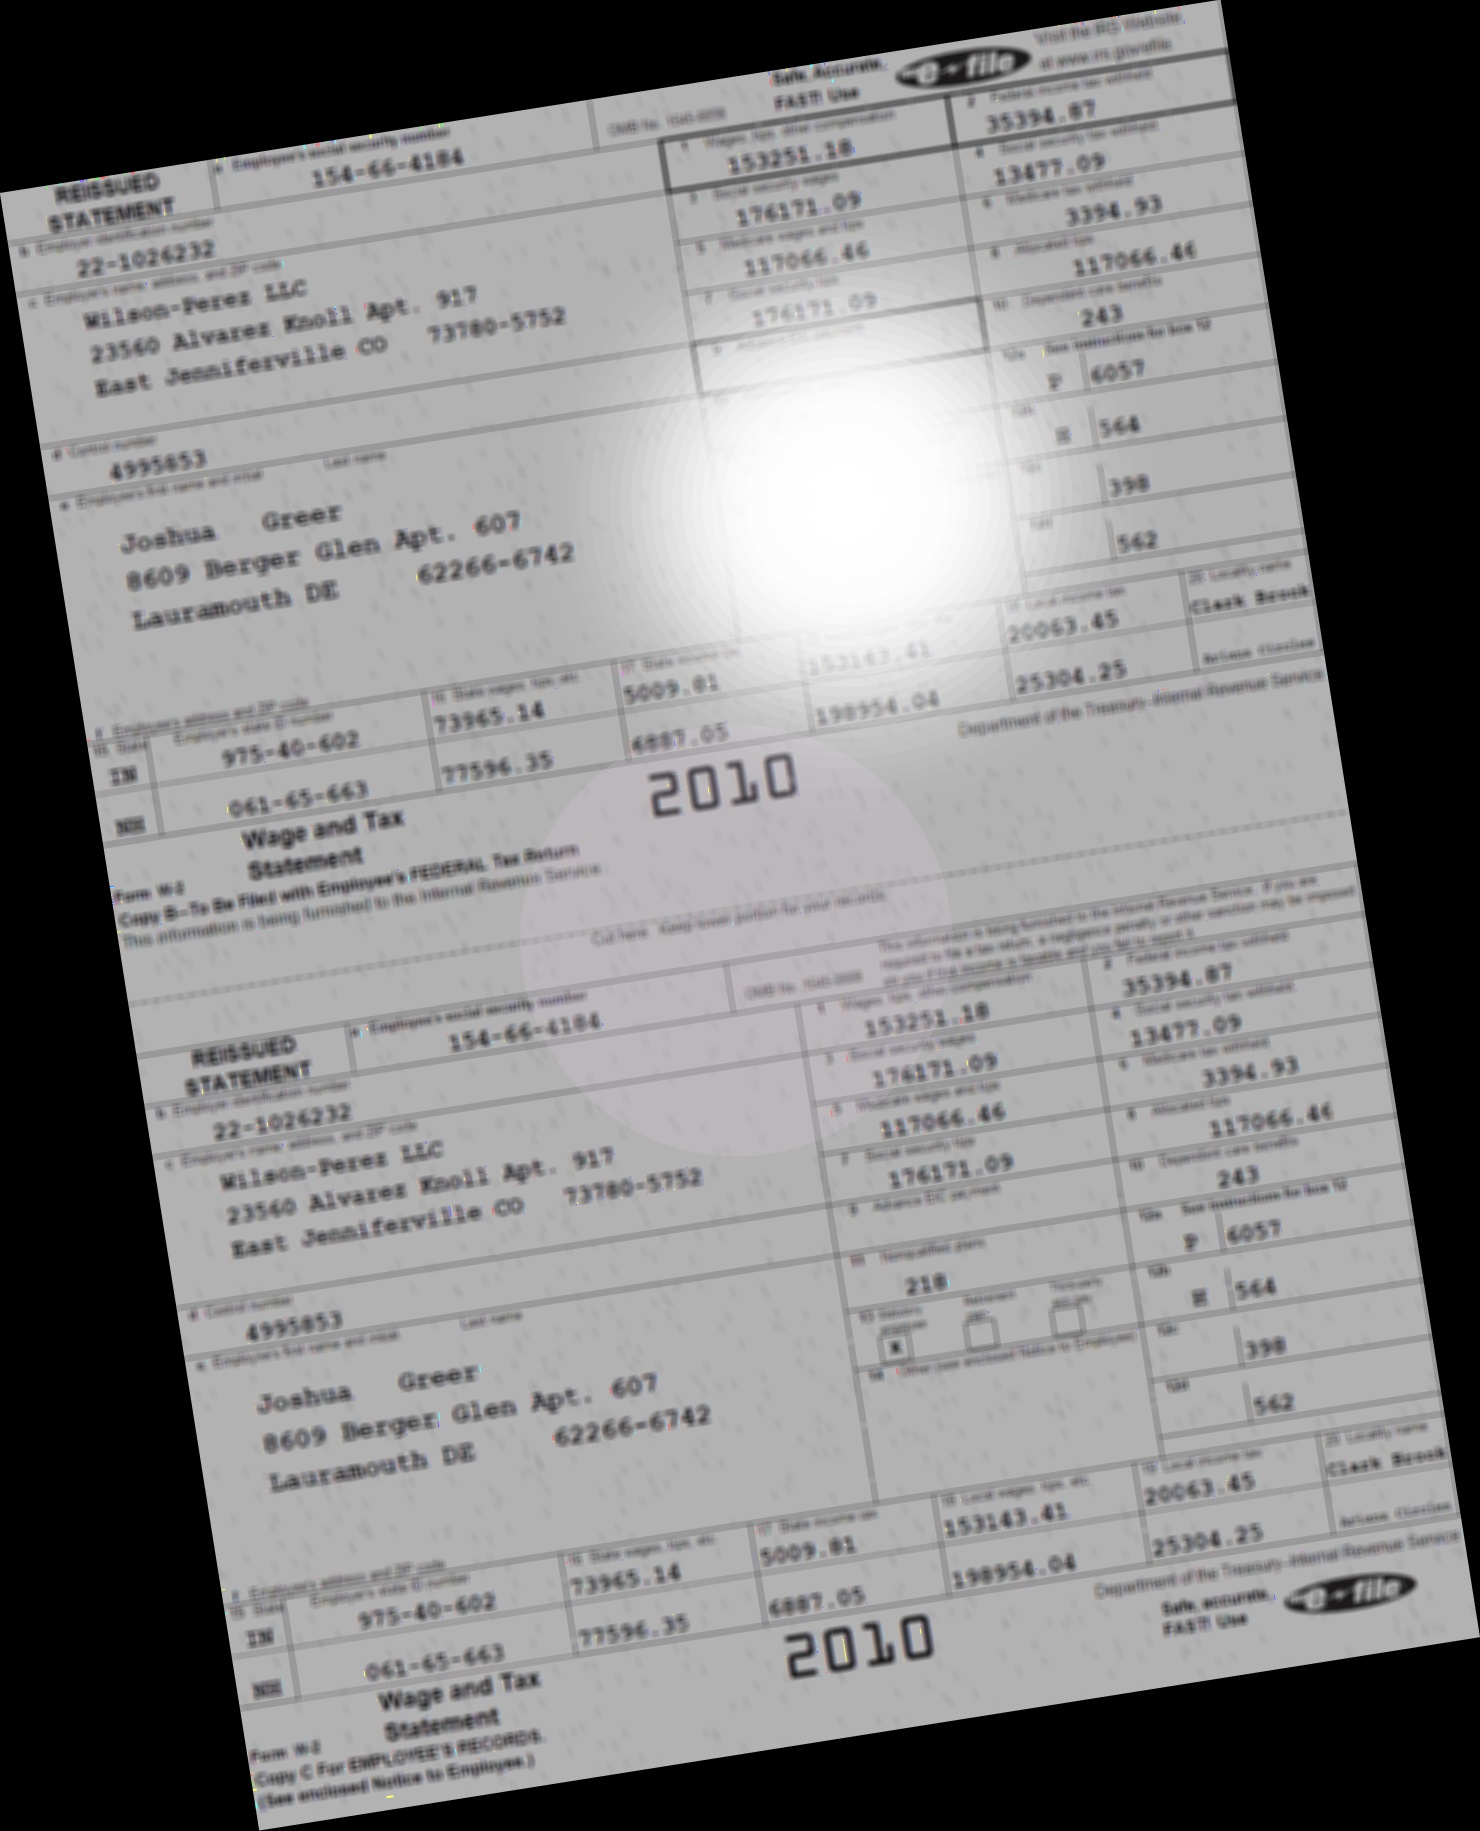 Safe, Accurate, FAST! Use
e-file
Visit the IRS Website at www.irs.gov/efile
REISSUED STATEMENT
a Employee's social security number
154-66-4184
OMB No. 1545-0008
1 Wages, tips, other compensation
153251.18
2 Federal income tax withheld
35394.87
b Employer identification number
22-1026232
3 Social security wages
176171.09
4 Social security tax withheld
13477.09
c Employer's name, address, and ZIP code
Wilson-Perez LLC
23560 Alvarez Knoll Apt. 917
East Jenniferville CO 73780-5752
5 Medicare wages and tips
117066.46
6 Medicare tax withheld
3394.93
7 Social security tips
176171.09
8 Allocated tips
117066.46
9 Advance EIC payment
10 Dependent care benefits
243
d Control number
4995853
12a See instructions for box 12
P 6057
e Employee's first name and initial Last name
Joshua Greer
8609 Berger Glen Apt. 607
Lauramouth DE 62266-6742
12b
564
12c
398
12d
562
f Employee's address and ZIP code
15 State Employer's state ID number
IN 975-40-602
16 State wages, tips, etc.
73965.14
17 State income tax
5009.81
153143.41
19 Local income tax
20063.45
20 Locality name
Clark Brook
NH 061-65-663
77596.35
6887.05
198954.04
25304.25
Form W-2
Wage and Tax Statement
2010
Department of the Treasury-Internal Revenue Service
Copy B-To Be Filed with Employee's FEDERAL Tax Return
This information is being furnished to the Internal Revenue Service.
Cut here. Keep lower portion for your records.
REISSUED STATEMENT
a Employee's social security number
154-66-4184
OMB No. 1545-0008
This information is being furnished to the Internal Revenue Service. If you are
required to file a tax return, a negligence penalty or other sanction may be imposed
on you if this income is taxable and you fail to report it.
1 Wages, tips, other compensation
153251.18
2 Federal income tax withheld
35394.87
b Employer identification number
22-1026232
3 Social security wages
176171.09
4 Social security tax withheld
13477.09
c Employer's name, address, and ZIP code
Wilson-Perez LLC
23560 Alvarez Knoll Apt. 917
East Jenniferville CO 73780-5752
5 Medicare wages and tips
117066.46
6 Medicare tax withheld
3394.93
7 Social security tips
176171.09
8 Allocated tips
117066.46
9 Advance EIC payment
10 Dependent care benefits
243
d Control number
4995853
11 Nonqualified plans
218
12a See instructions for box 12
P 6057
e Employee's first name and initial Last name
Joshua Greer
8609 Berger Glen Apt. 607
Lauramouth DE 62266-6742
13 Statutory employee
X
Retirement plan
Third-party sick pay
12b
564
14 Other (see enclosed Notice to Employee)
12c
398
12d
562
f Employee's address and ZIP code
15 State Employer's state ID number
IN 975-40-602
16 State wages, tips, etc.
73965.14
17 State income tax
5009.81
18 Local wages, tips, etc.
153143.41
19 Local income tax
20063.45
20 Locality name
Clark Brook
NH 061-65-663
77596.35
6887.05
198954.04
25304.25
Form W-2
Wage and Tax Statement
2010
Department of the Treasury-Internal Revenue Service
Safe, accurate, FAST! Use
e-file
Copy C For EMPLOYEE'S RECORDS.
(See enclosed Notice to Employee.)